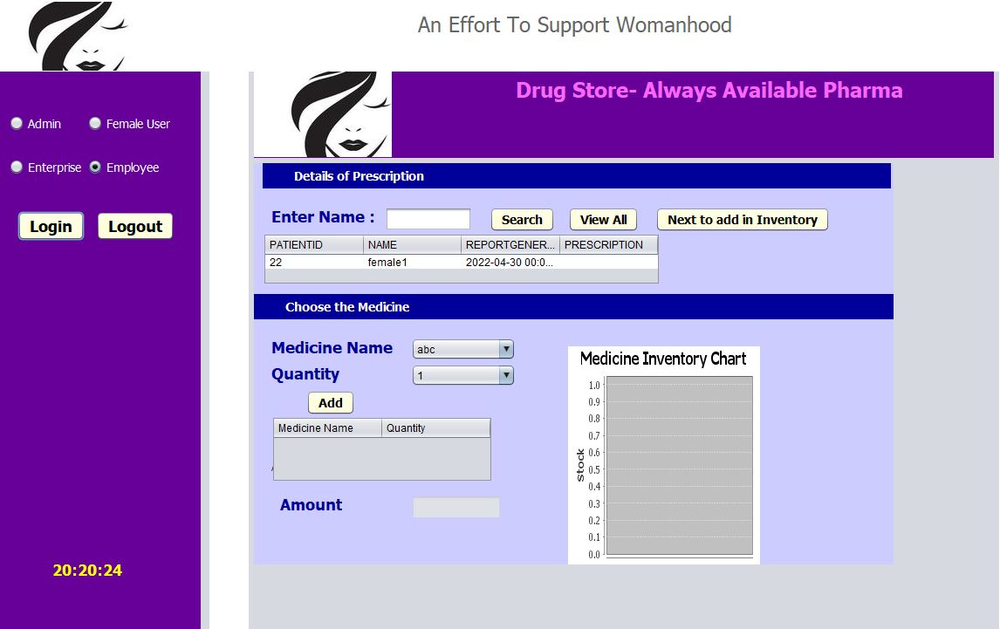 An Effort To Support Womanhood
Drug Store- Always Available Pharma
Admin Female User
Enterprise Employee
Login Logout
20:20:24
Details of Prescription
Enter Name : Search View All Next to add in Inventory
PATIENTID NAME REPORTGENER... PRESCRIPTION
22 female1 2022-04-30 00:0...
Choose the Medicine
Medicine Name abc
Quantity 1
Add
Medicine Name Quantity
Amount
Medicine Inventory Chart
Stock
1.0
0.9
0.8
0.7
0.6
0.5
0.4
0.3
0.2
0.1
0.0